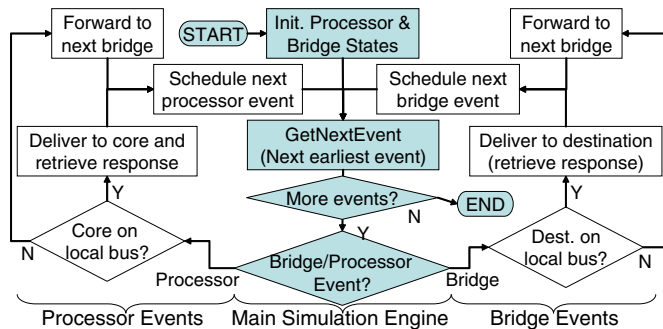 Forward to
next bridge
START
Init. Processor &
Bridge States
Forward to
next bridge
Schedule next
processor event
Schedule next
bridge event
Deliver to core and
retrieve response
GetNextEvent
(Next earliest event)
Deliver to destination
(retrieve response)
Y
More events?
N
END
Y
Core on
local bus?
N
Y
Dest. on
local bus?
N
Processor
Bridge/Processor
Event?
Bridge
Processor Events
Main Simulation Engine
Bridge Events